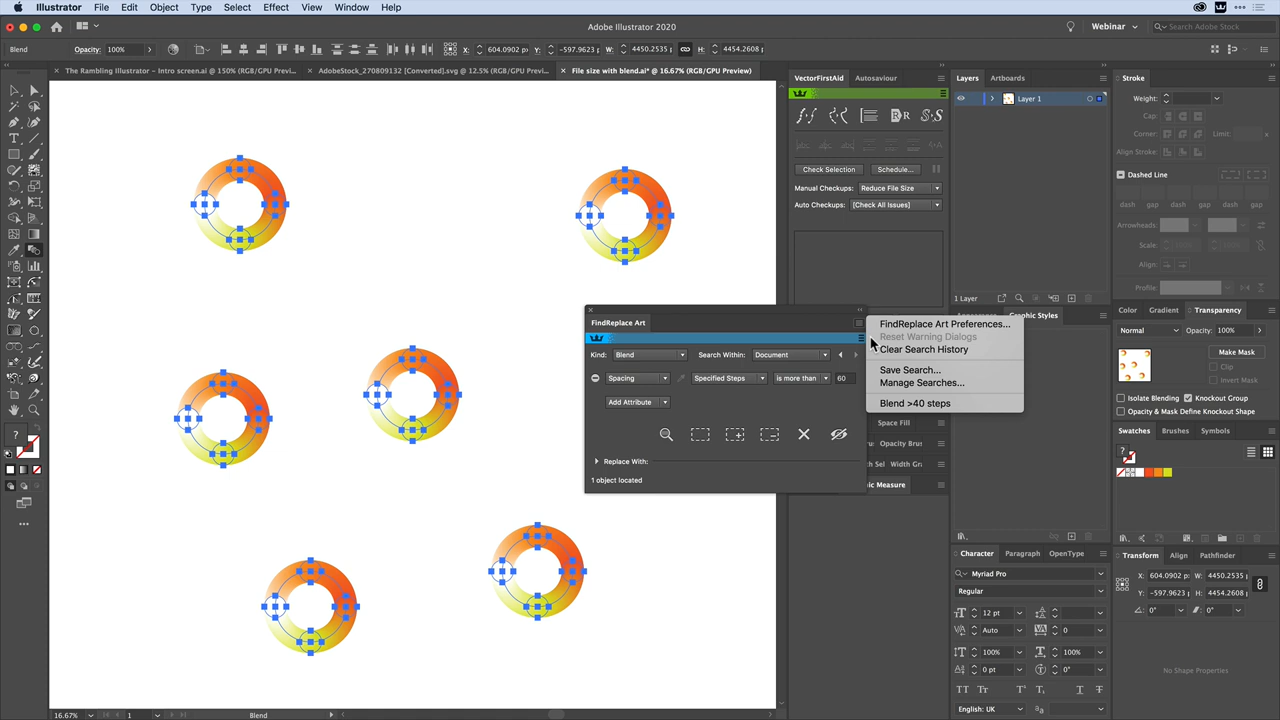 Illustrator File Edit Object Type Select Effect View Window Help
Adobe Illustrator 2020
Webinar
Search Adobe Stock
Blend Opacity: 100% X: 604.0902 p: Y: -597.9623 p: W: 4450.2535 H: 4454.2608 p:
The Rambling Illustrator – Intro screen.ai @ 150% (RGB/GPU Previ... AdobeStock_270809132 [Converted].svg @ 12.5% (RGB/GPU Previ... File size with blend.ai* @ 16.67% (RGB/GPU Preview)
VectorFirstAid Autosaviour
Check Selection Schedule...
Manual Checkups: Reduce File Size
Auto Checkups: [Check All Issues]
FindReplace Art
Kind: Blend Search Within: Document
Spacing Specified Steps is more than 60
Add Attribute
Replace With:
1 object located
FindReplace Art Preferences...
Reset Warning Dialogs
Clear Search History
Save Search...
Manage Searches...
Blend >40 steps
Space Fill
Opacity Brus
th Sel Width Gr
ic Measure
Layers Artboards
Layer 1
1 Layer
Graphic Styles
Character Paragraph OpenType
Myriad Pro
Regular
12 pt
Auto 0
100% 100%
0 pt 0°
English: UK
Stroke
Weight:
Cap:
Corner: Limit:
Align Stroke:
Dashed Line
dash gap dash gap dash gap
Arrowheads:
Scale: 100% 100%
Align:
Profile:
Color Gradient Transparency
Normal Opacity: 100%
Make Mask
Clip
Invert Mask
Isolate Blending Knockout Group
Opacity & Mask Define Knockout Shape
Swatches Brushes Symbols
Transform Align Pathfinder
X: 604.0902 p: W: 4450.2535
Y: -597.9623 p H: 4454.2608
0° 0°
No Shape Properties
16.67% 1 Blend